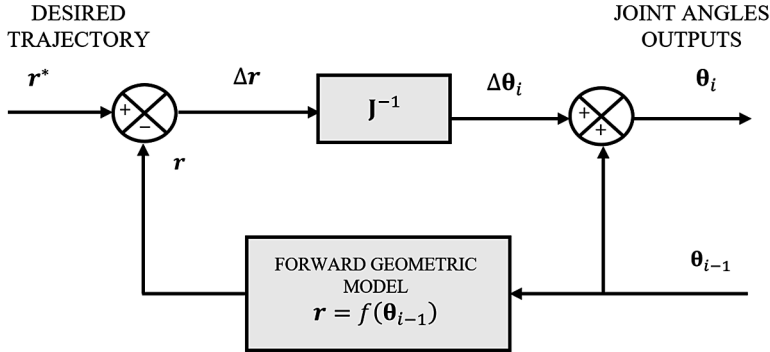 DESIRED
TRAJECTORY
JOINT ANGLES
OUTPUTS
r*
Δr
J⁻¹
Δθᵢ
θᵢ
+
−
+
+
r
FORWARD GEOMETRIC
MODEL
r = f(θᵢ₋₁)
θᵢ₋₁